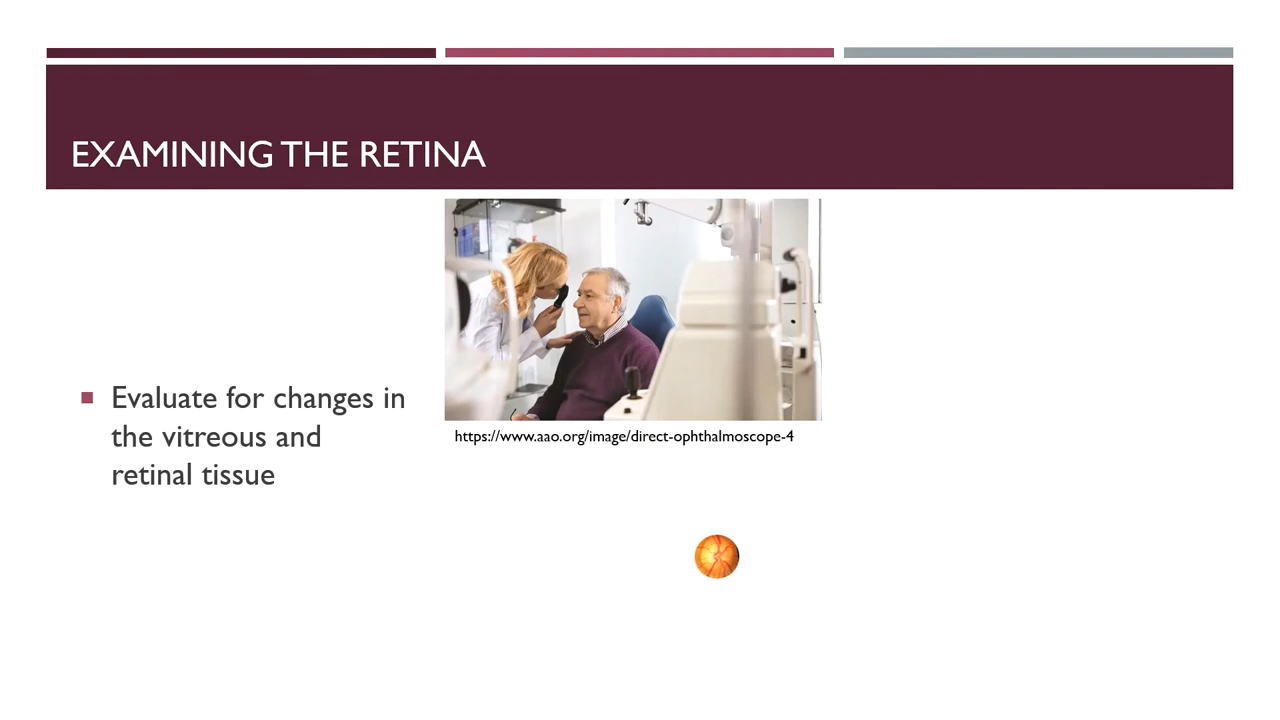 EXAMINING THE RETINA
https://www.aao.org/image/direct-ophthalmoscope-4
Evaluate for changes in
the vitreous and
retinal tissue